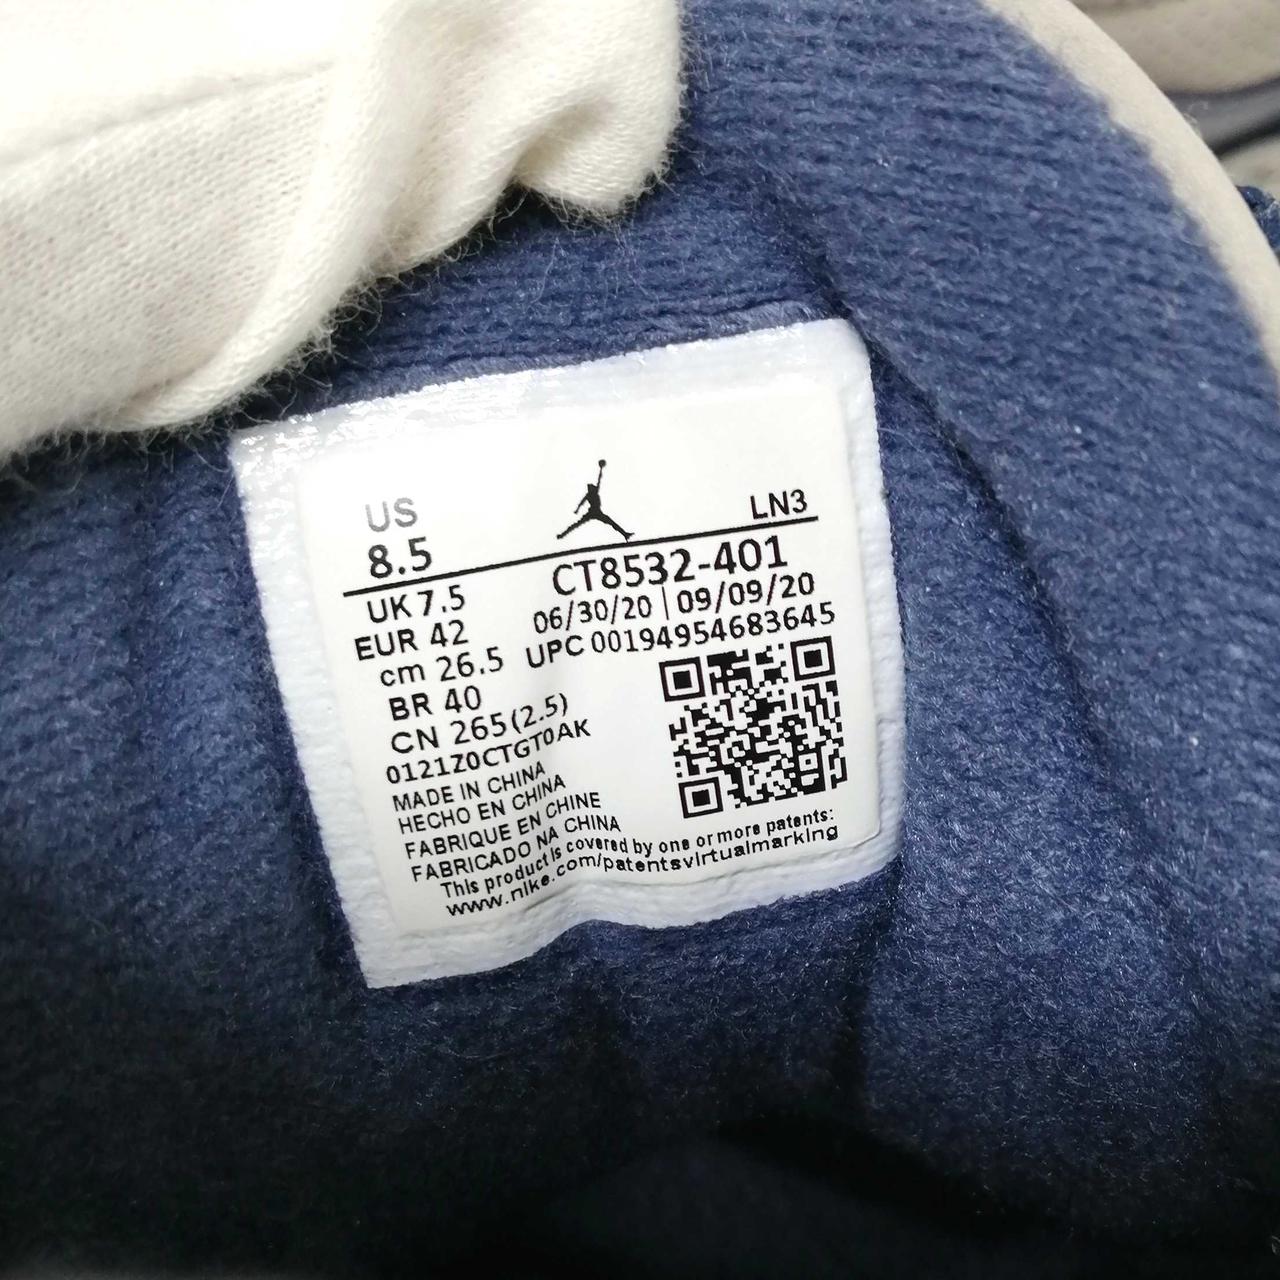 US
LN3
8.5
CT8532-401
UK 7.5
06/30/20 | 09/09/20
EUR 42
UPC 00194954683645
cm 26.5
BR 40
CN 265(2.5)
0121Z0CTGT0AK
MADE IN CHINA
HECHO EN CHINA
FABRIQUE EN CHINE
FABRICADO NA CHINA
This product is covered by one or more patents:
www.nike.com/patentsvirtualmarking